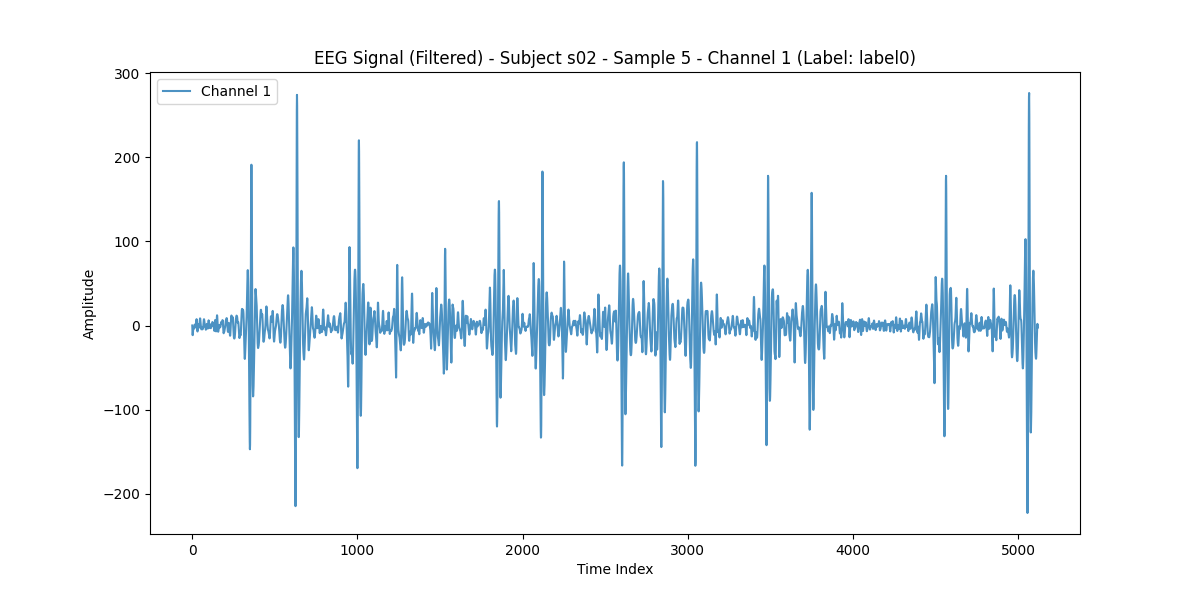 EEG Signal (Filtered) - Subject s02 - Sample 5 - Channel 1 (Label: label0)
Channel 1
300
200
100
0
−100
−200
Amplitude
0 1000 2000 3000 4000 5000
Time Index